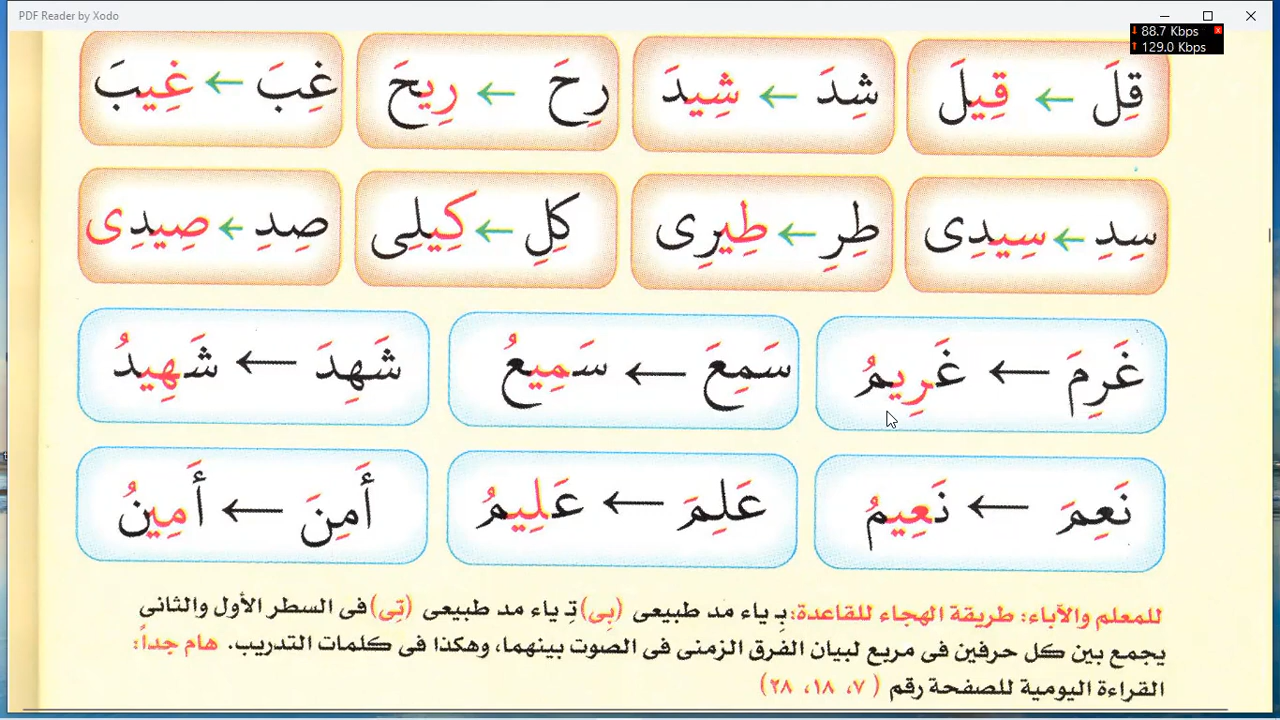 PDF Reader by Xodo
88.7 Kbps
129.0 Kbps
قِلَ ← قِيلَ شِدَ ← شِيدَ رِحَ ← رِيحَ غِبَ ← غِيبَ
سِدِ ← سِيدِى طِرِ ← طِيرِى كِلِ ← كِيلِى صِدِ ← صِيدِى
غَرِمَ ← غَرِيمُ سَمِعَ ← سَمِيعُ شَهِدَ ← شَهِيدُ
نَعِمَ ← نَعِيمُ عَلِمَ ← عَلِيمُ أَمِنَ ← أَمِينُ
للمعلم والآباء: طريقة الهجاء للقاعدة: بِـ ياء مد طبيعى (بِى) تِـ ياء مد طبيعى (تِى) فى السطر الأول والثانى
يجمع بين كل حرفين فى مربع لبيان الفرق الزمنى فى الصوت بينهما، وهكذا فى كلمات التدريب. هام جداً:
القراءة اليومية للصفحة رقم (٧، ١٨، ٢٨)